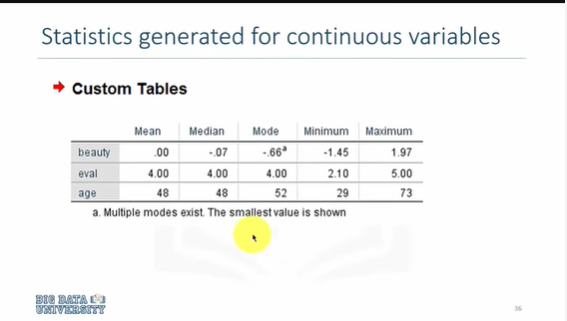 Statistics generated for continuous variables
Custom Tables
Mean Median Mode Minimum Maximum
beauty .00 -.07 -.66a -1.45 1.97
eval 4.00 4.00 4.00 2.10 5.00
age 48 48 52 29 73
a. Multiple modes exist. The smallest value is shown
BIG DATA
UNIVERSITY
36